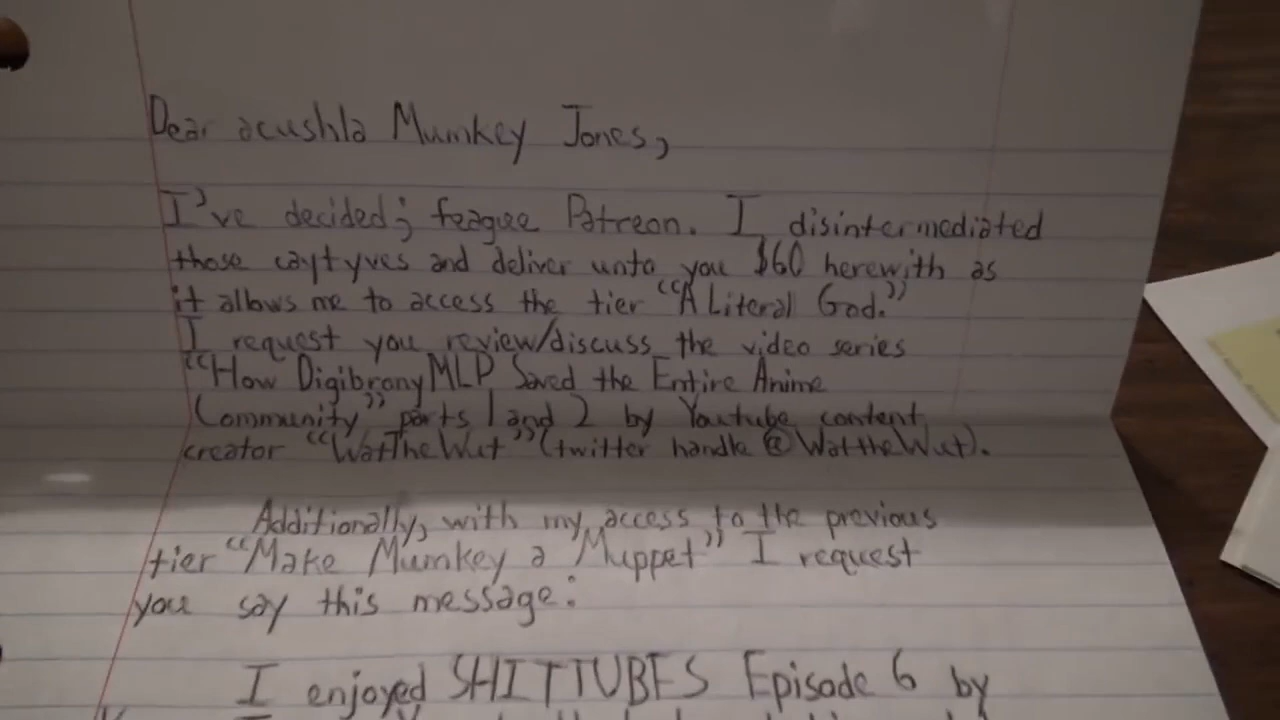 Dear acushla Mumkey Jones,
I've decided; feague Patreon. I disintermediated
those caytyves and deliver unto you $60 herewith as
it allows me to access the tier “A Literal God.”
I request you review/discuss the video series
“How DigibronyMLP Saved the Entire Anime
Community” parts 1 and 2 by Youtube content
creator “WatTheWut” (twitter handle @WattheWut).
Additionally, with my access to the previous
tier “Make Mumkey a Muppet” I request
you say this message:
I enjoyed SHITTUBES Episode 6 by